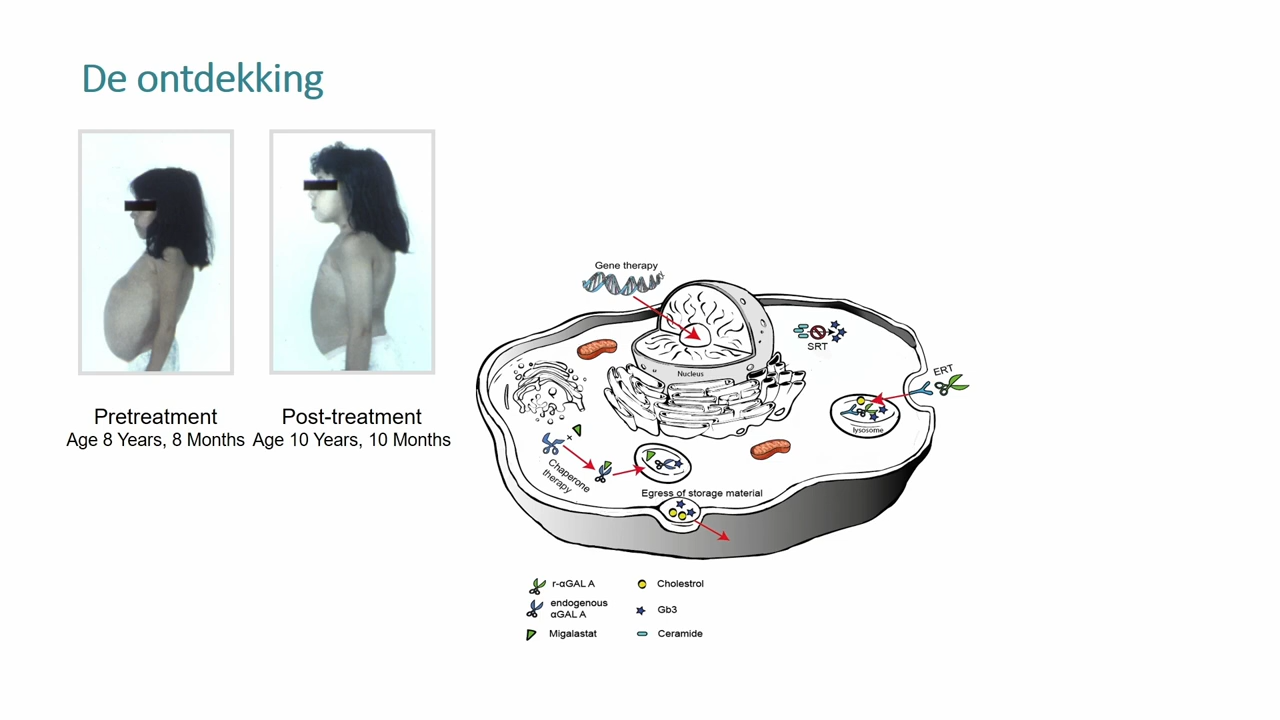 De ontdekking
Pretreatment
Age 8 Years, 8 Months
Post-treatment
Age 10 Years, 10 Months
Gene therapy
Nucleus
SRT
ERT
lysosome
+
Chaperone
therapy
Egress of storage material
r-αGAL A
endogenous
αGAL A
Migalastat
Cholestrol
Gb3
Ceramide